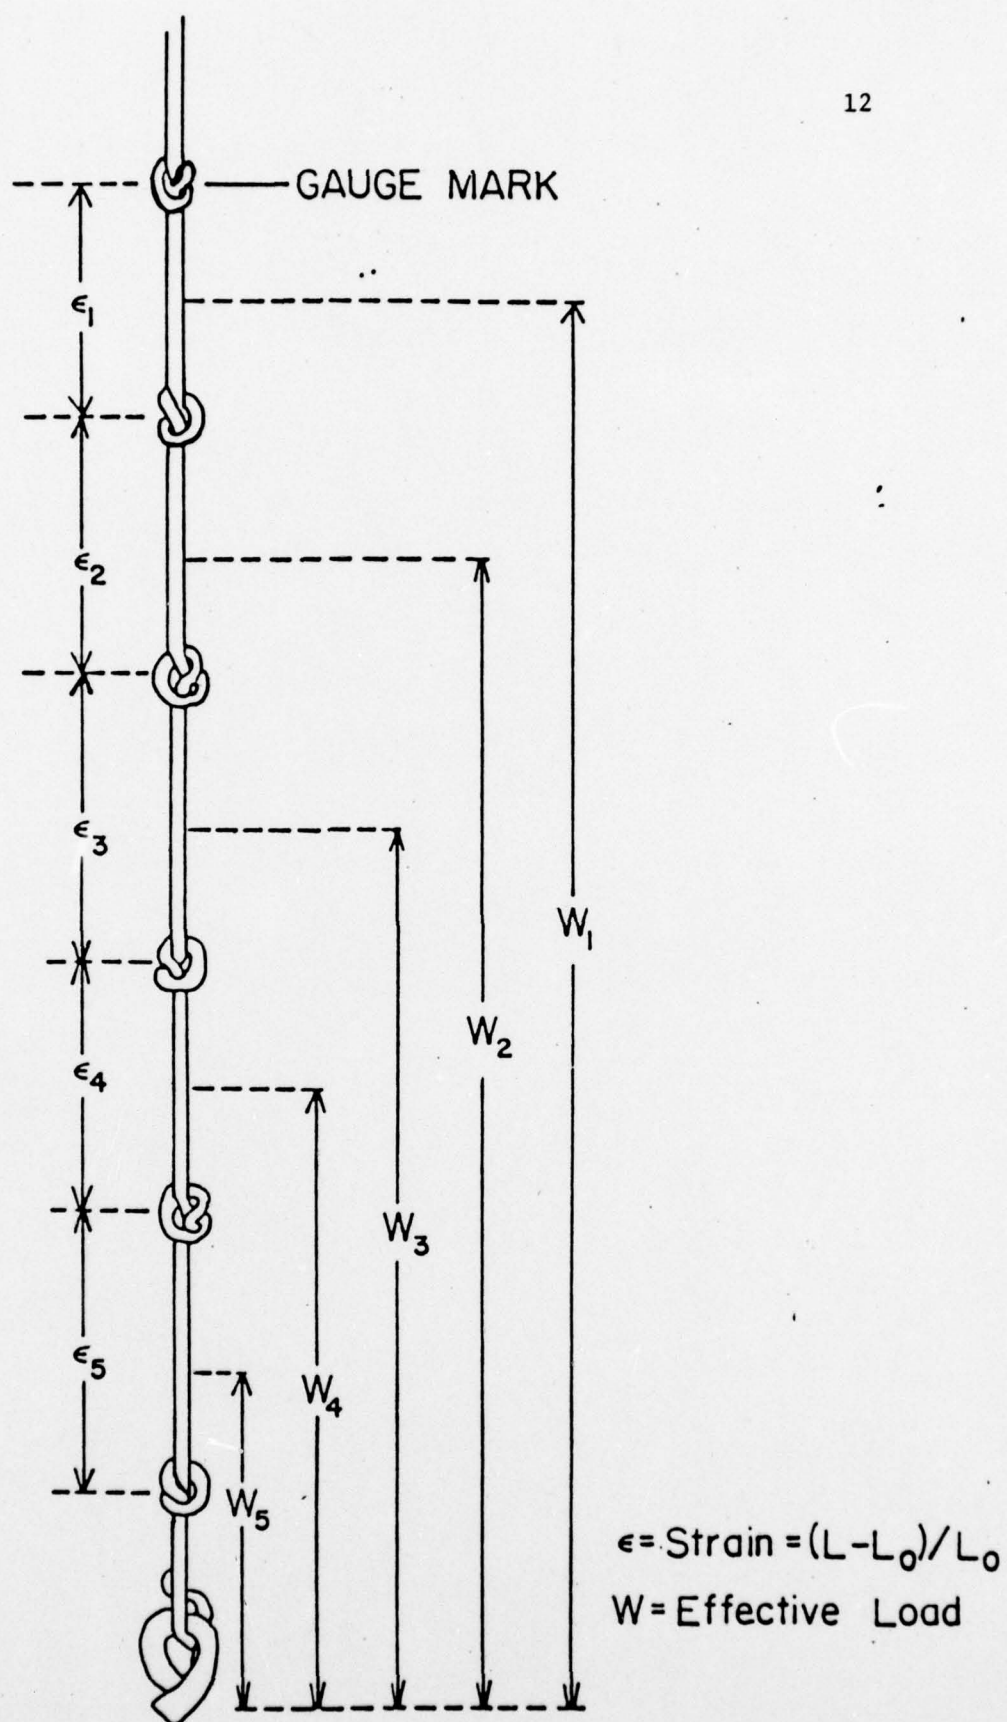 12
GAUGE MARK
ϵ₁
ϵ₂
ϵ₃
W₁
W₂
ϵ₄
W₃
ϵ₅
W₄
W₅
ϵ=Strain=(L-L₀)/L₀
W=Effective Load